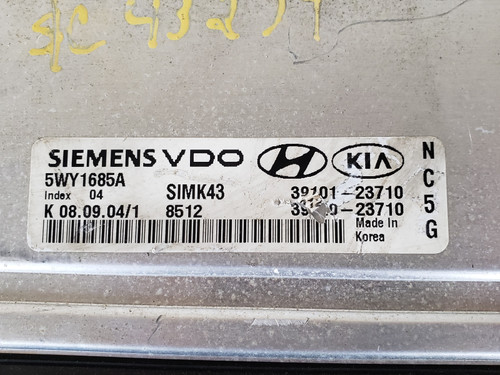 SIEMENS VDO HYUNDAI KIA
5WY1685A SIMK43 39101-23710
Index 04
K 08.09.04/1 8512 -23710
Made In
Korea
N
C
5
G